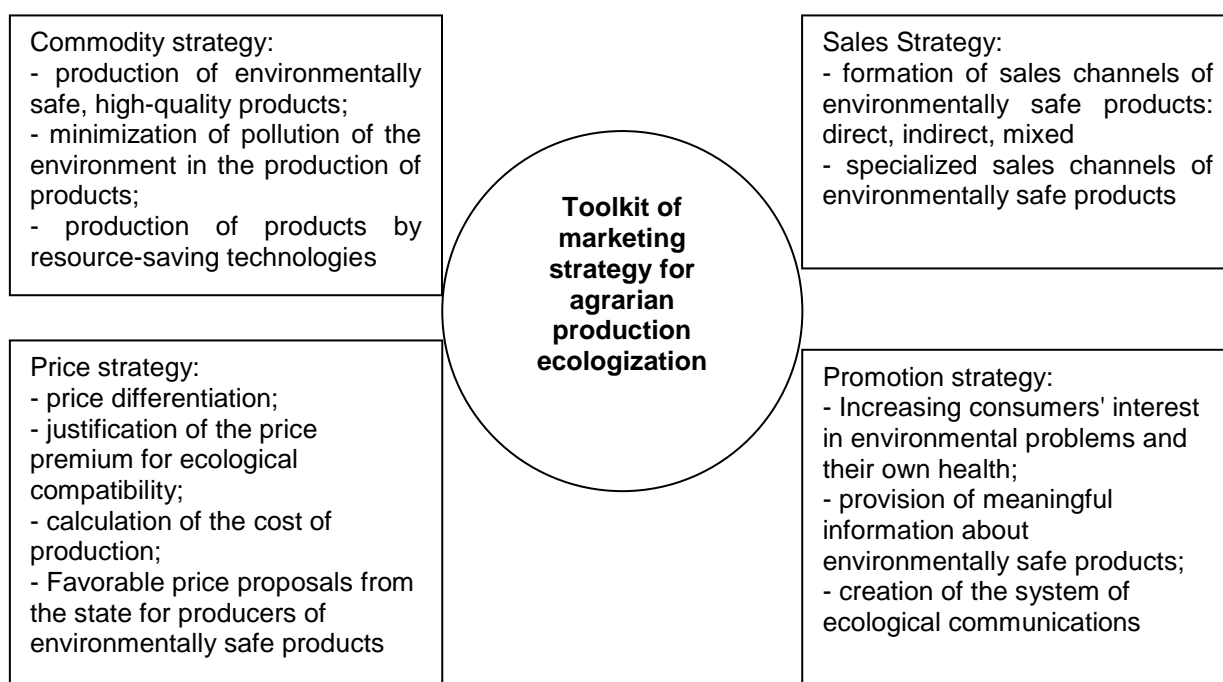 Commodity strategy:
- production of environmentally
safe, high-quality products;
- minimization of pollution of the
environment in the production of
products;
- production of products by
resource-saving technologies
Sales Strategy:
- formation of sales channels of
environmentally safe products:
direct, indirect, mixed
- specialized sales channels of
environmentally safe products
Toolkit of
marketing
strategy for
agrarian
production
ecologization
Price strategy:
- price differentiation;
- justification of the price
premium for ecological
compatibility;
- calculation of the cost of
production;
- Favorable price proposals from
the state for producers of
environmentally safe products
Promotion strategy:
- Increasing consumers' interest
in environmental problems and
their own health;
- provision of meaningful
information about
environmentally safe products;
- creation of the system of
ecological communications